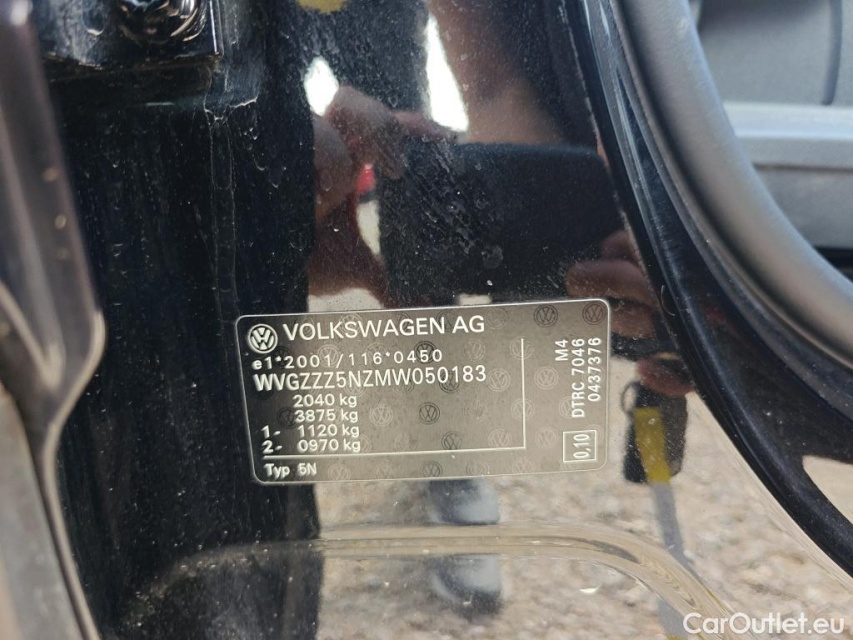 VOLKSWAGEN AG
e1*2001/116*0450
WVGZZZ5NZMW050183
2040 kg
3875 kg
1- 1120 kg
2- 0970 kg
Typ 5N
M4
DTRC 7046
0437376
0,10
CarOutlet.eu